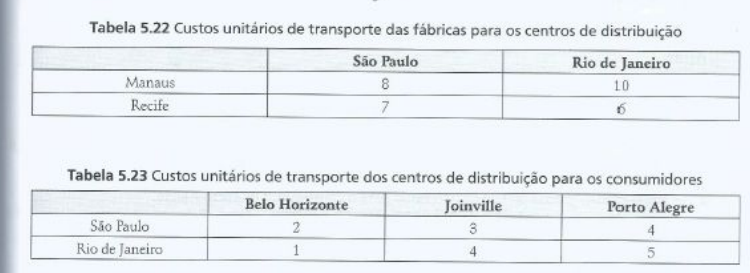 Tabela 5.22 Custos unitários de transporte das fábricas para os centros de distribuição
São Paulo Rio de Janeiro
Manaus 8 10
Recife 7 6
Tabela 5.23 Custos unitários de transporte dos centros de distribuição para os consumidores
Belo Horizonte Joinville Porto Alegre
São Paulo 2 3 4
Rio de Janeiro 1 4 5